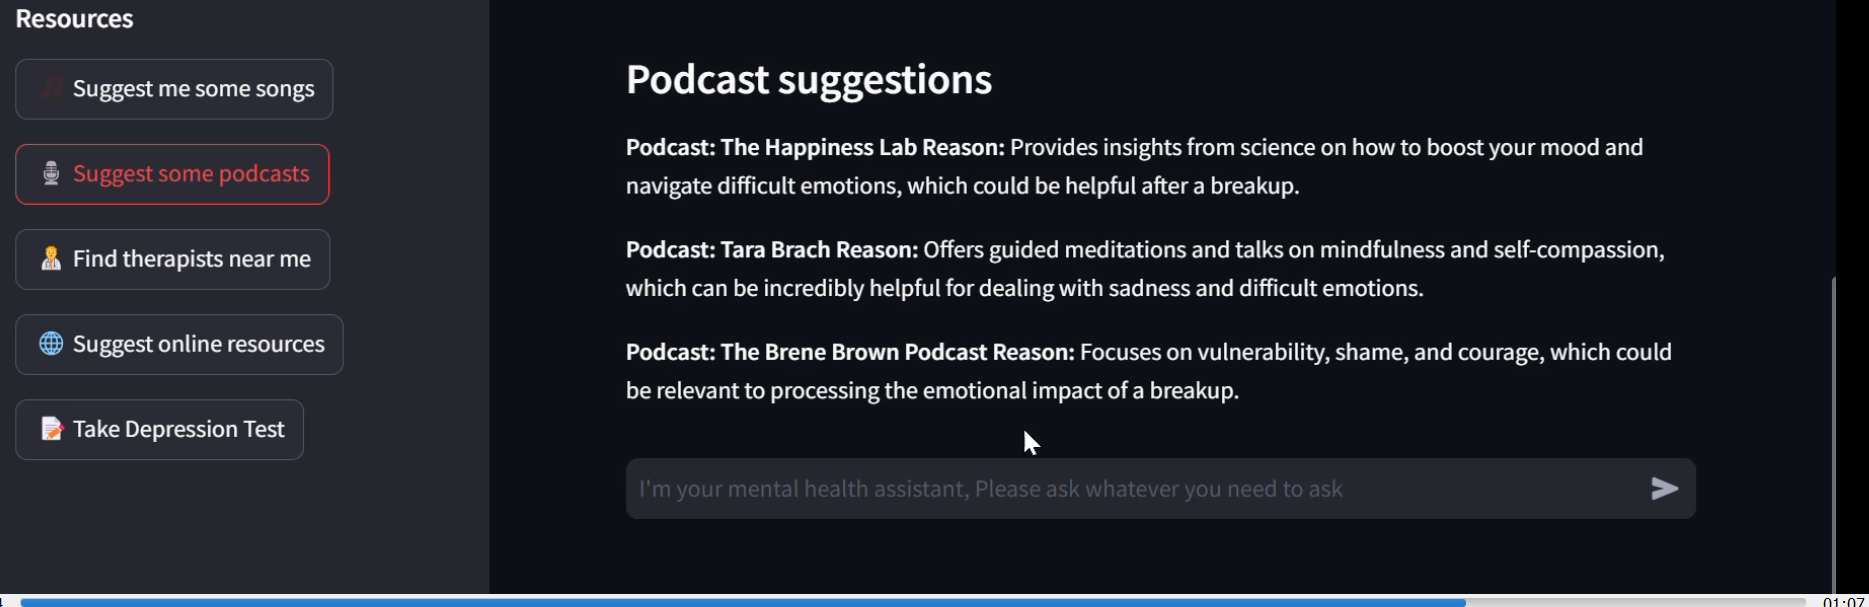 Resources
Suggest me some songs
Suggest some podcasts
Find therapists near me
Suggest online resources
Take Depression Test
Podcast suggestions
Podcast: The Happiness Lab Reason: Provides insights from science on how to boost your mood and
navigate difficult emotions, which could be helpful after a breakup.
Podcast: Tara Brach Reason: Offers guided meditations and talks on mindfulness and self-compassion,
which can be incredibly helpful for dealing with sadness and difficult emotions.
Podcast: The Brene Brown Podcast Reason: Focuses on vulnerability, shame, and courage, which could
be relevant to processing the emotional impact of a breakup.
I'm your mental health assistant, Please ask whatever you need to ask
01:07